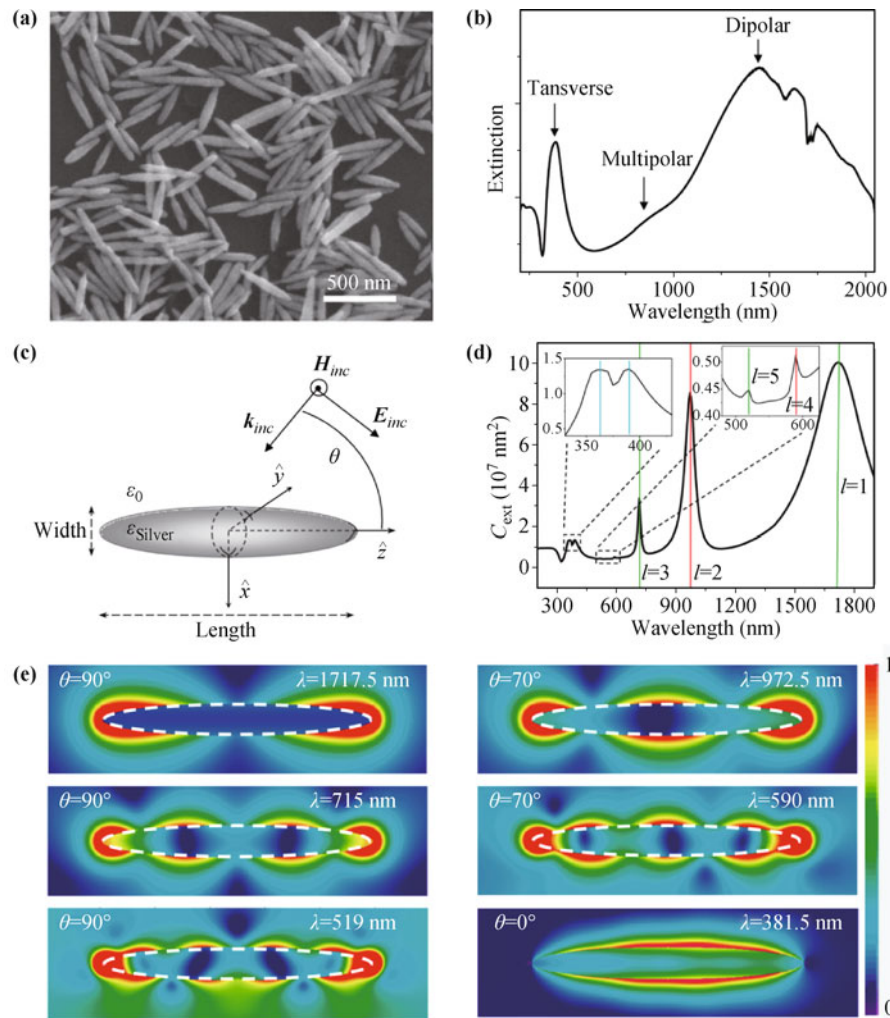 (a)
500 nm
(b)
Extinction
Tansverse
Multipolar
Dipolar
500 1000 1500 2000
Wavelength (nm)
(c)
H_inc
k_inc
E_inc
θ
ŷ
ε₀
Width
ε_Silver
ẑ
x̂
Length
(d)
C_ext (10⁷ nm²)
10
8
6
4
2
0
1.5
1.0
0.5
350 400
0.50
0.45
0.40
500 600
l=5
l=4
l=1
l=3
l=2
300 600 900 1200 1500 1800
Wavelength (nm)
(e)
θ=90° λ=1717.5 nm
θ=70° λ=972.5 nm
θ=90° λ=715 nm
θ=70° λ=590 nm
θ=90° λ=519 nm
θ=0° λ=381.5 nm
1
0